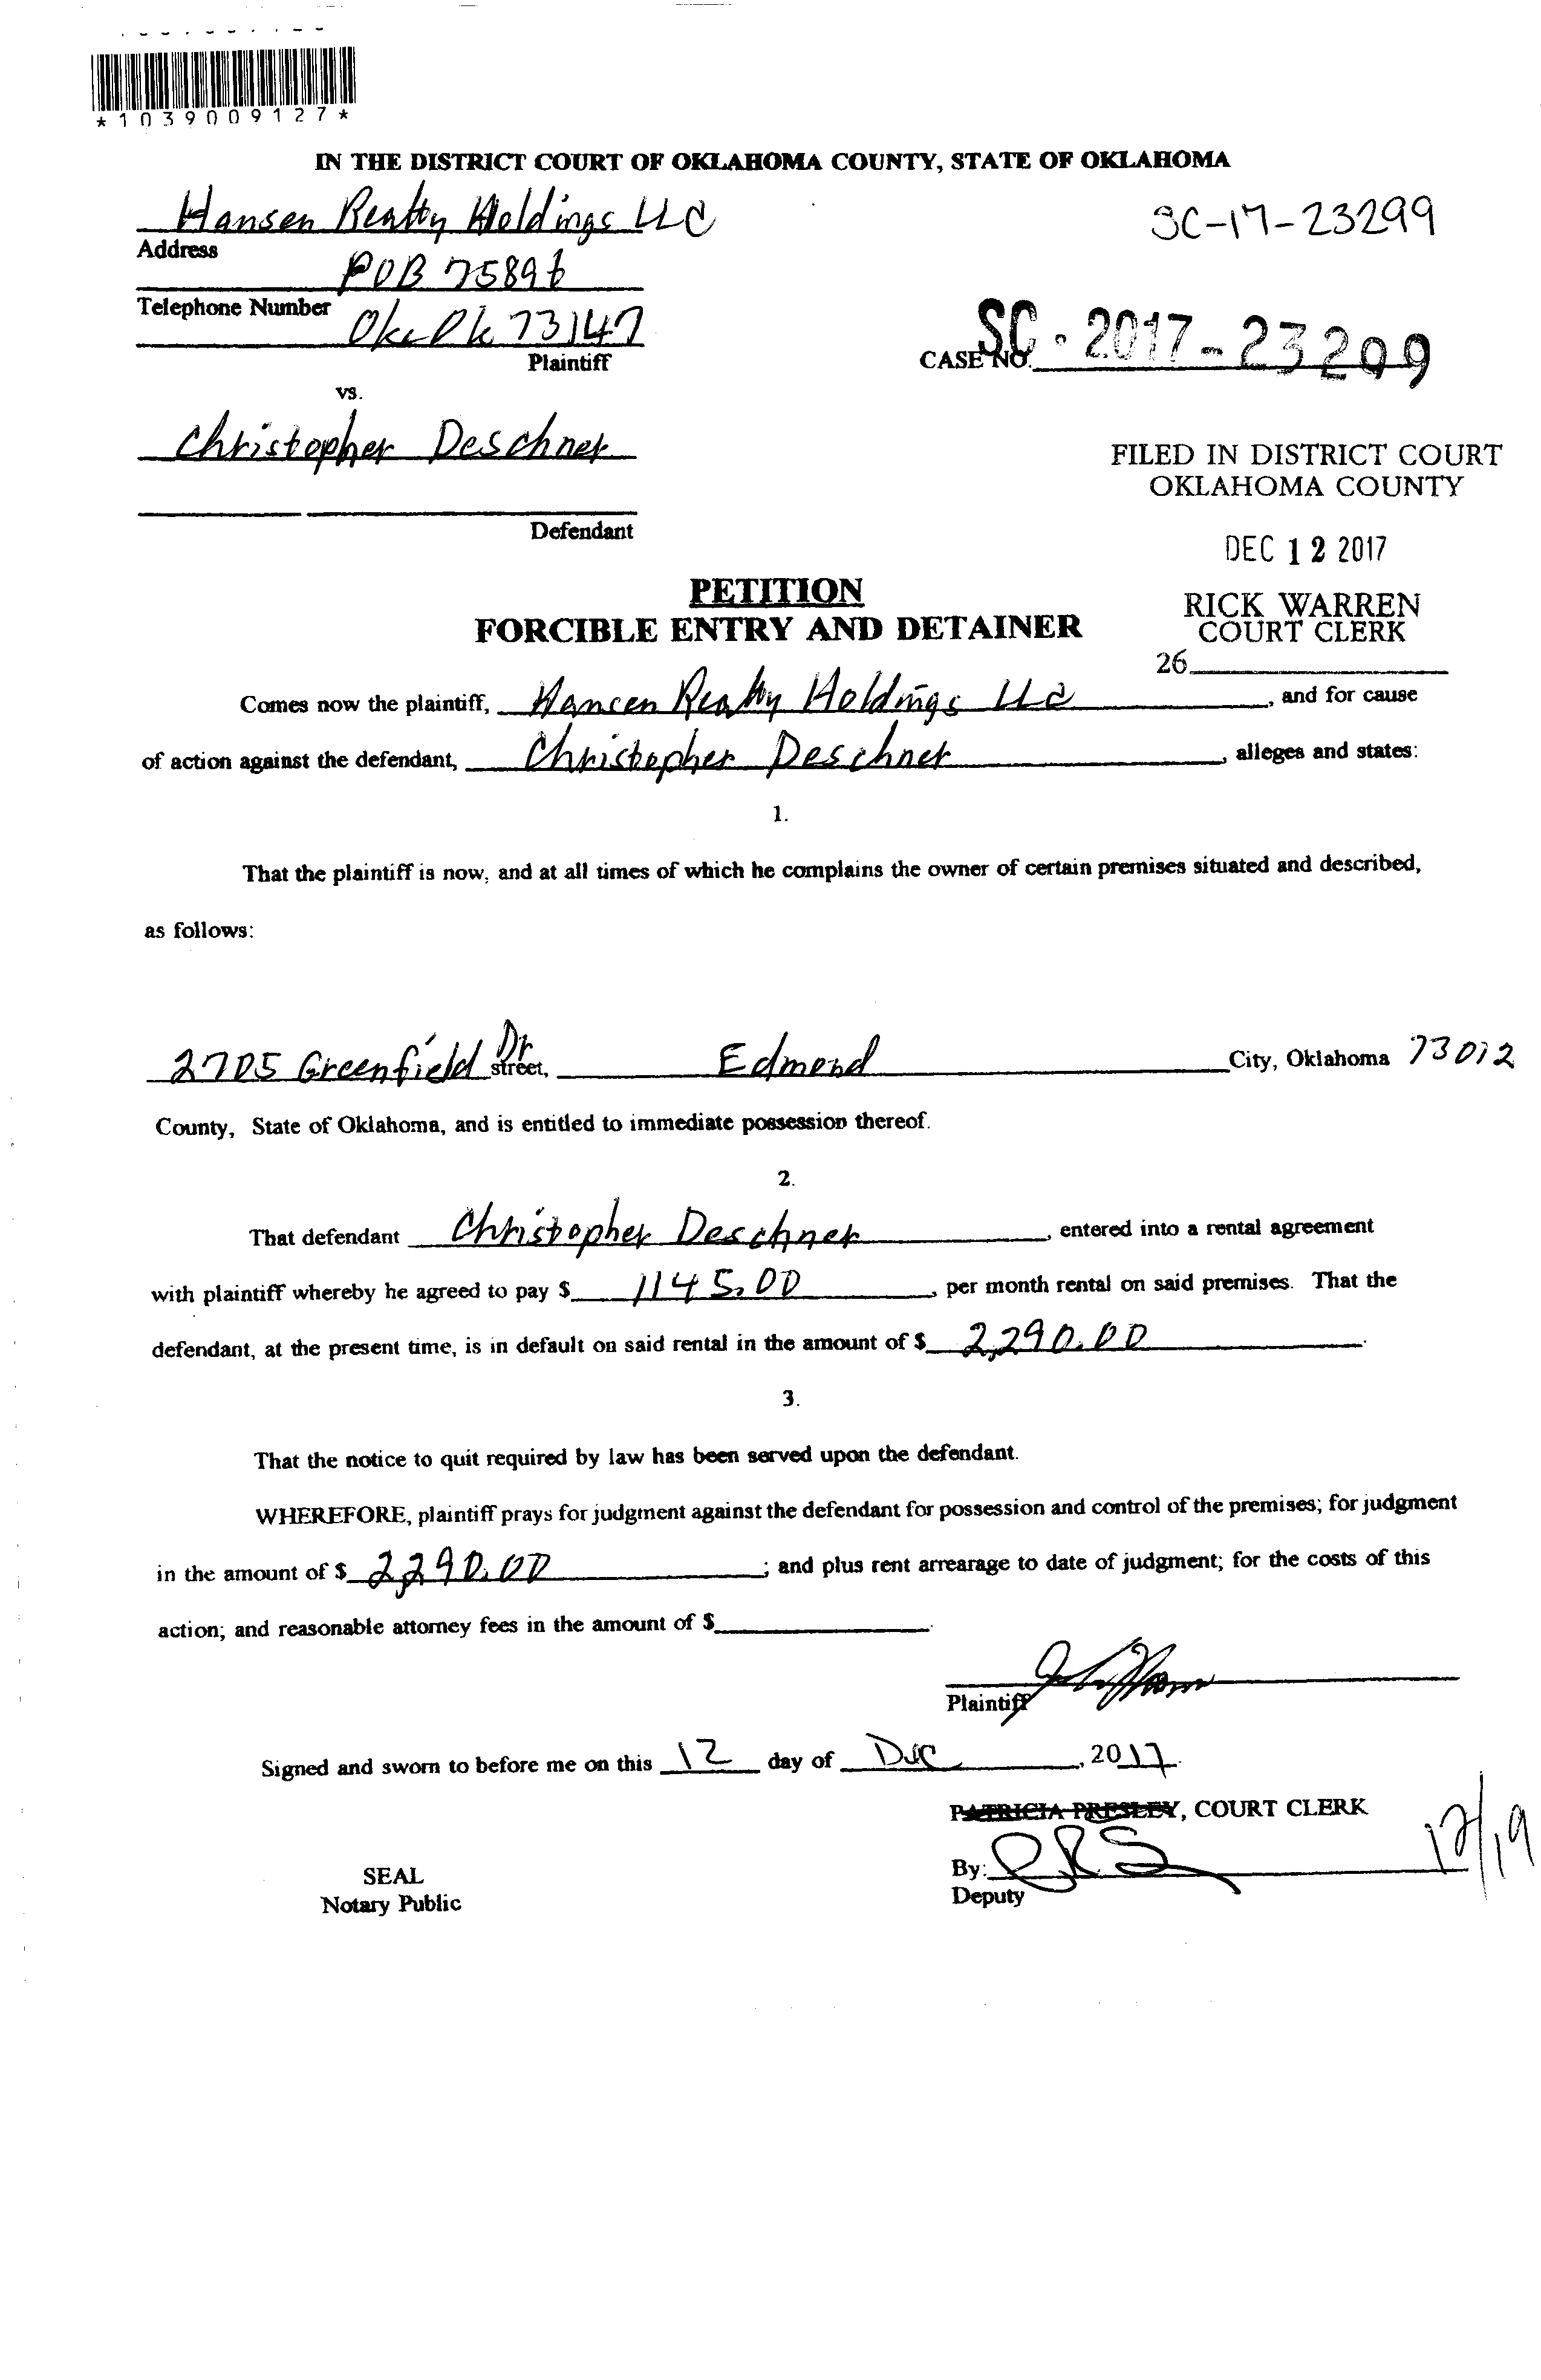 *1039009127*
IN THE DISTRICT COURT OF OKLAHOMA COUNTY, STATE OF OKLAHOMA
Hansen Realty Holdings LLC
SC-17-23299
Address
POB 75896
Telephone Number
Okc Ok 73147
Plaintiff
CASE NO. SC-2017-23299
vs.
Christopher Deschner
Defendant
FILED IN DISTRICT COURT
OKLAHOMA COUNTY
DEC 12 2017
RICK WARREN
COURT CLERK
26
PETITION
FORCIBLE ENTRY AND DETAINER
Comes now the plaintiff, Hansen Realty Holdings LLC, and for cause
of action against the defendant, Christopher Deschner, alleges and states:
1.
That the plaintiff is now, and at all times of which he complains the owner of certain premises situated and described,
as follows:
2705 Greenfield Dr street, Edmond City, Oklahoma 73012
County, State of Oklahoma, and is entitled to immediate possession thereof.
2.
That defendant Christopher Deschner, entered into a rental agreement
with plaintiff whereby he agreed to pay $ 1145.00, per month rental on said premises. That the
defendant, at the present time, is in default on said rental in the amount of $ 2,290.00.
3.
That the notice to quit required by law has been served upon the defendant.
WHEREFORE, plaintiff prays for judgment against the defendant for possession and control of the premises; for judgment
in the amount of $ 2,290.00; and plus rent arrearage to date of judgment; for the costs of this
action; and reasonable attorney fees in the amount of $
Plaintiff
Signed and sworn to before me on this 12 day of Dec, 2017.
PATRICIA PRESLEY, COURT CLERK
12/19
By:
Deputy
SEAL
Notary Public